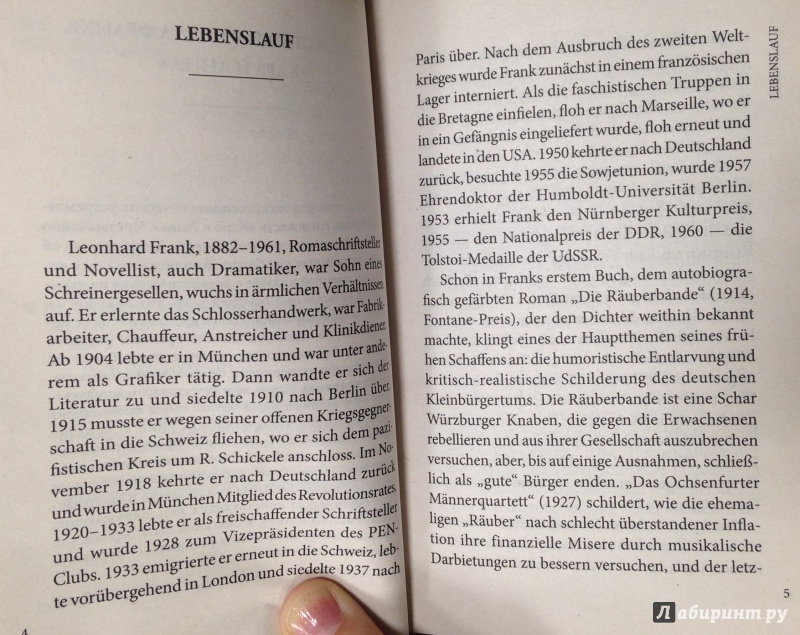 LEBENSLAUF
Leonhard Frank, 1882–1961, Romaschriftsteller
und Novellist, auch Dramatiker, war Sohn eines
Schreinergesellen, wuchs in ärmlichen Verhältnissen
auf. Er erlernte das Schlosserhandwerk, war Fabrik-
arbeiter, Chauffeur, Anstreicher und Klinikdiener.
Ab 1904 lebte er in München und war unter ande-
rem als Grafiker tätig. Dann wandte er sich der
Literatur zu und siedelte 1910 nach Berlin über.
1915 musste er wegen seiner offenen Kriegsgegner-
schaft in die Schweiz fliehen, wo er sich dem pazi-
fistischen Kreis um R. Schickele anschloss. Im No-
vember 1918 kehrte er nach Deutschland zurück
und wurde in München Mitglied des Revolutionsrates.
1920–1933 lebte er als freischaffender Schriftsteller
und wurde 1928 zum Vizepräsidenten des PEN-
Clubs. 1933 emigrierte er erneut in die Schweiz, leb-
te vorübergehend in London und siedelte 1937 nach
4
LEBENSLAUF
Paris über. Nach dem Ausbruch des zweiten Welt-
krieges wurde Frank zunächst in einem französischen
Lager interniert. Als die faschistischen Truppen in
die Bretagne einfielen, floh er nach Marseille, wo er
in ein Gefängnis eingeliefert wurde, floh erneut und
landete in den USA. 1950 kehrte er nach Deutschland
zurück, besuchte 1955 die Sowjetunion, wurde 1957
Ehrendoktor der Humboldt-Universität Berlin.
1953 erhielt Frank den Nürnberger Kulturpreis,
1955 — den Nationalpreis der DDR, 1960 — die
Tolstoi-Medaille der UdSSR.
Schon in Franks erstem Buch, dem autobiogra-
fisch gefärbten Roman „Die Räuberbande“ (1914,
Fontane-Preis), der den Dichter weithin bekannt
machte, klingt eines der Hauptthemen seines frü-
hen Schaffens an: die humoristische Entlarvung und
kritisch-realistische Schilderung des deutschen
Kleinbürgertums. Die Räuberbande ist eine Schar
Würzburger Knaben, die gegen die Erwachsenen
rebellieren und aus ihrer Gesellschaft auszubrechen
versuchen, aber, bis auf einige Ausnahmen, schließ-
lich als „gute“ Bürger enden. „Das Ochsenfurter
Männerquartett“ (1927) schildert, wie die ehema-
ligen „Räuber“ nach schlecht überstandener Infla-
tion ihre finanzielle Misere durch musikalische
Darbietungen zu bessern versuchen, und der letz-
5
Лабиринт.ру